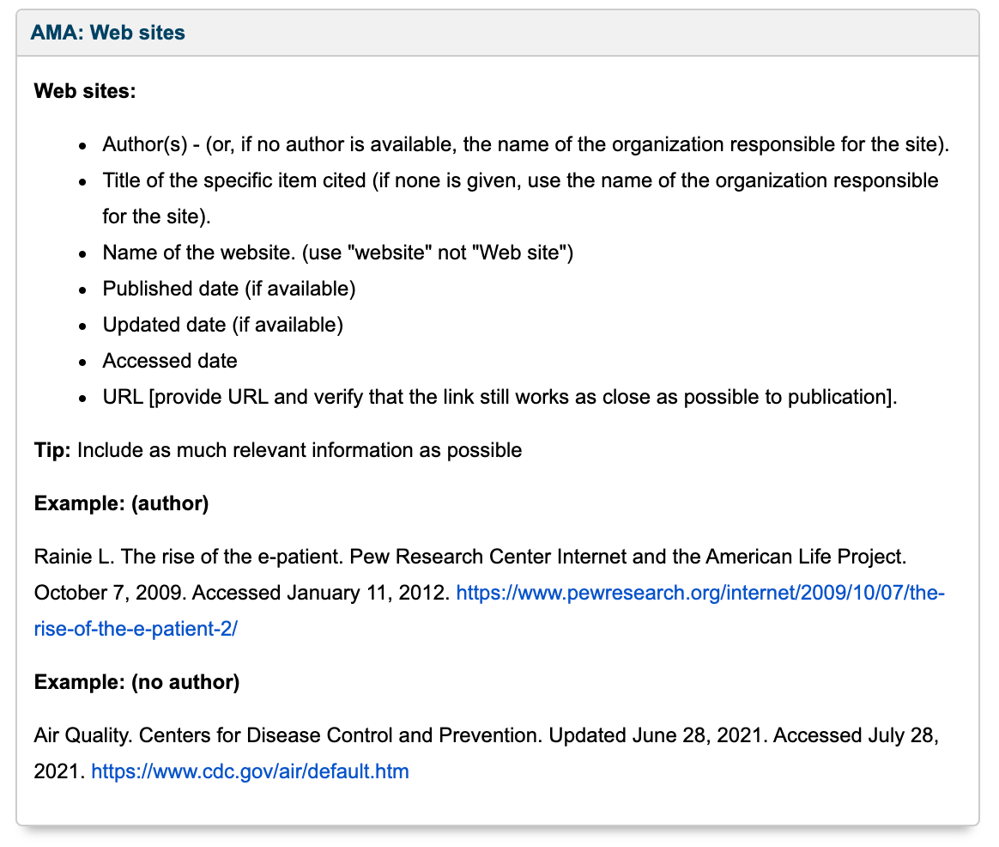 AMA: Web sites
Web sites:
• Author(s) - (or, if no author is available, the name of the organization responsible for the site).
• Title of the specific item cited (if none is given, use the name of the organization responsible
for the site).
• Name of the website. (use "website" not "Web site")
• Published date (if available)
• Updated date (if available)
• Accessed date
• URL [provide URL and verify that the link still works as close as possible to publication].
Tip: Include as much relevant information as possible
Example: (author)
Rainie L. The rise of the e-patient. Pew Research Center Internet and the American Life Project.
October 7, 2009. Accessed January 11, 2012. https://www.pewresearch.org/internet/2009/10/07/the-
rise-of-the-e-patient-2/
Example: (no author)
Air Quality. Centers for Disease Control and Prevention. Updated June 28, 2021. Accessed July 28,
2021. https://www.cdc.gov/air/default.htm